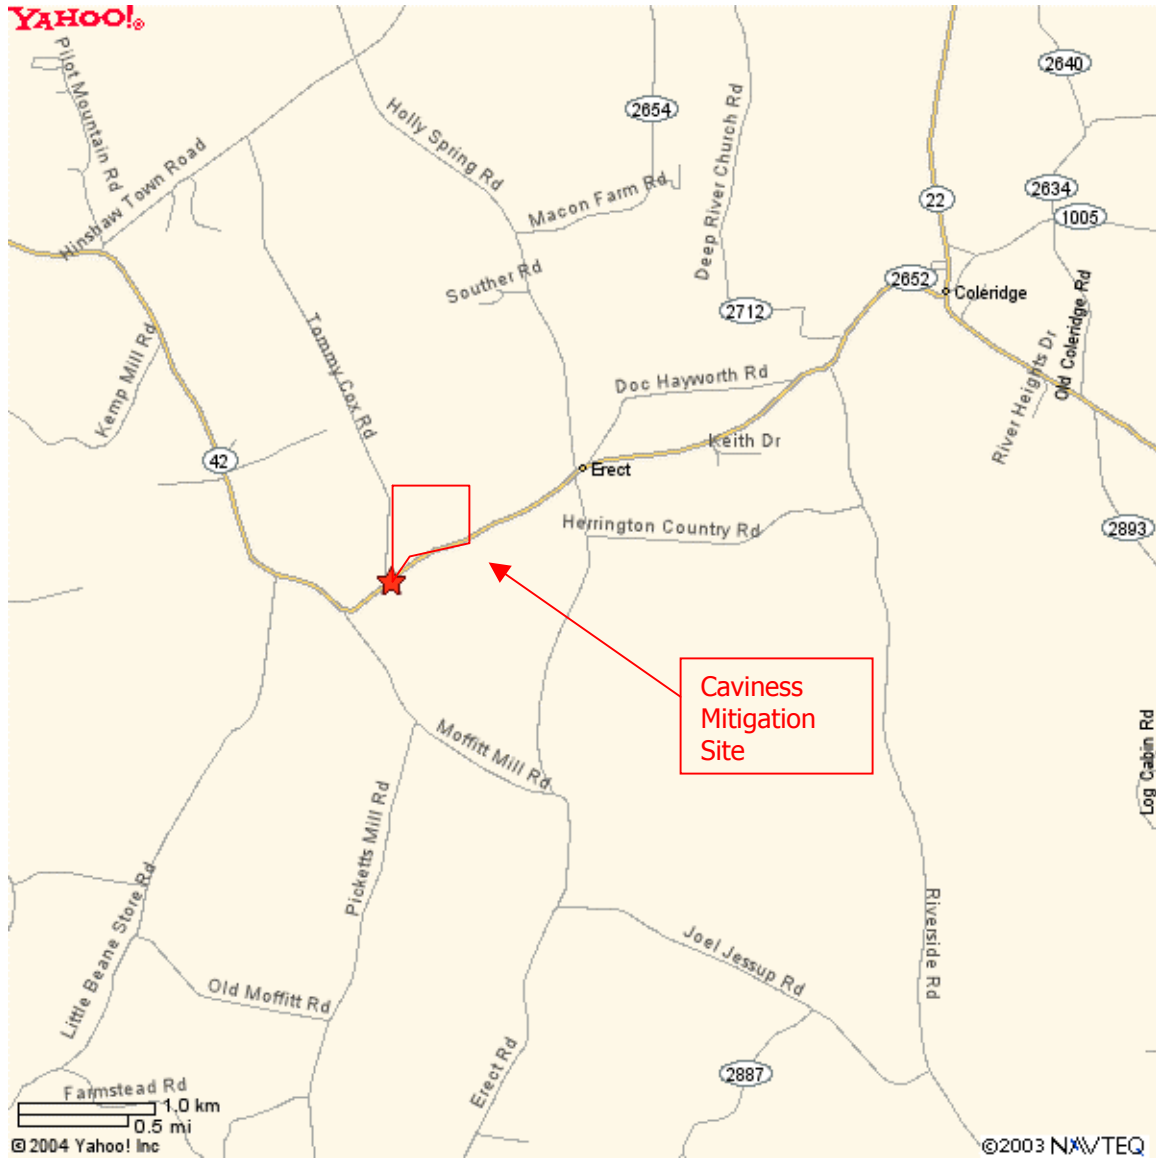 YAHOO!®
Pilot Mountain Rd
Hinshaw Town Road
Holly Spring Rd
2654
Macon Farm Rd
Deep River Church Rd
2640
2634
1005
22
2652
Coleridge
Old Coleridge Rd
Souther Rd
2712
Kemp Mill Rd
Tommy Cox Rd
Doc Hayworth Rd
River Heights Dr
Keith Dr
42
Erect
Herrington Country Rd
2893
Caviness
Mitigation
Site
Log Cabin Rd
Moffitt Mill Rd
Picketts Mill Rd
Little Beane Store Rd
Riverside Rd
Joel Jessup Rd
Old Moffitt Rd
Erect Rd
2887
Farmstead Rd
1.0 km
0.5 mi
© 2004 Yahoo! Inc
©2003 NAVTEQ